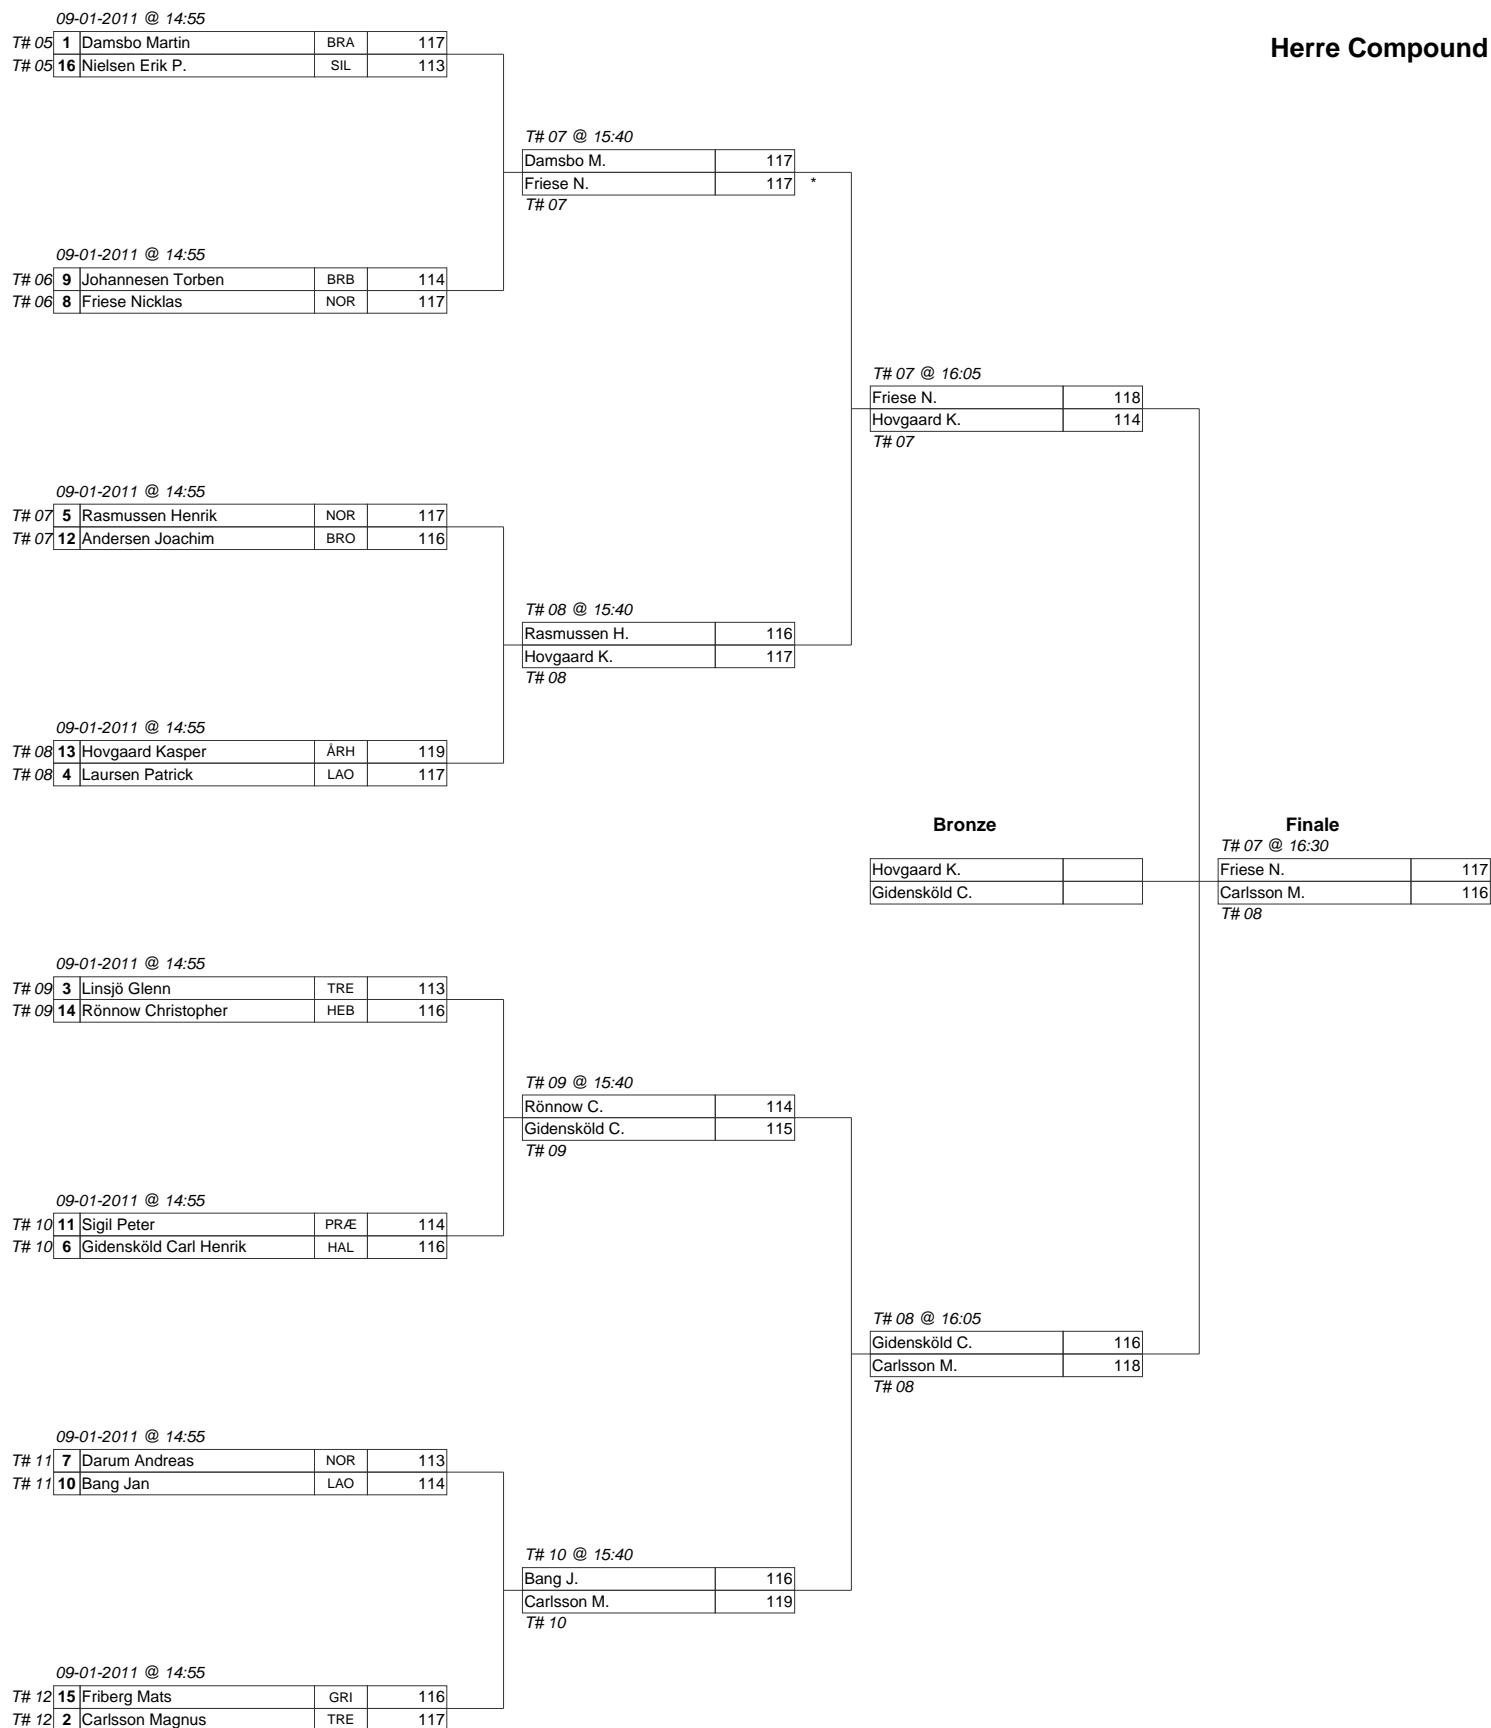 09-01-2011 @ 14:55
Herre Compound
T# 05 1 Damsbo Martin BRA 117
T# 05 16 Nielsen Erik P. SIL 113
T# 07 @ 15:40
Damsbo M. 117
Friese N. 117 *
T# 07
09-01-2011 @ 14:55
T# 06 9 Johannesen Torben BRB 114
T# 06 8 Friese Nicklas NOR 117
T# 07 @ 16:05
Friese N. 118
Hovgaard K. 114
T# 07
09-01-2011 @ 14:55
T# 07 5 Rasmussen Henrik NOR 117
T# 07 12 Andersen Joachim BRO 116
T# 08 @ 15:40
Rasmussen H. 116
Hovgaard K. 117
T# 08
09-01-2011 @ 14:55
T# 08 13 Hovgaard Kasper ÅRH 119
T# 08 4 Laursen Patrick LAO 117
Bronze
Hovgaard K.
Gidensköld C.
Finale
T# 07 @ 16:30
Friese N. 117
Carlsson M. 116
T# 08
09-01-2011 @ 14:55
T# 09 3 Linsjö Glenn TRE 113
T# 09 14 Rönnow Christopher HEB 116
T# 09 @ 15:40
Rönnow C. 114
Gidensköld C. 115
T# 09
09-01-2011 @ 14:55
T# 10 11 Sigil Peter PRÆ 114
T# 10 6 Gidensköld Carl Henrik HAL 116
T# 08 @ 16:05
Gidensköld C. 116
Carlsson M. 118
T# 08
09-01-2011 @ 14:55
T# 11 7 Darum Andreas NOR 113
T# 11 10 Bang Jan LAO 114
T# 10 @ 15:40
Bang J. 116
Carlsson M. 119
T# 10
09-01-2011 @ 14:55
T# 12 15 Friberg Mats GRI 116
T# 12 2 Carlsson Magnus TRE 117